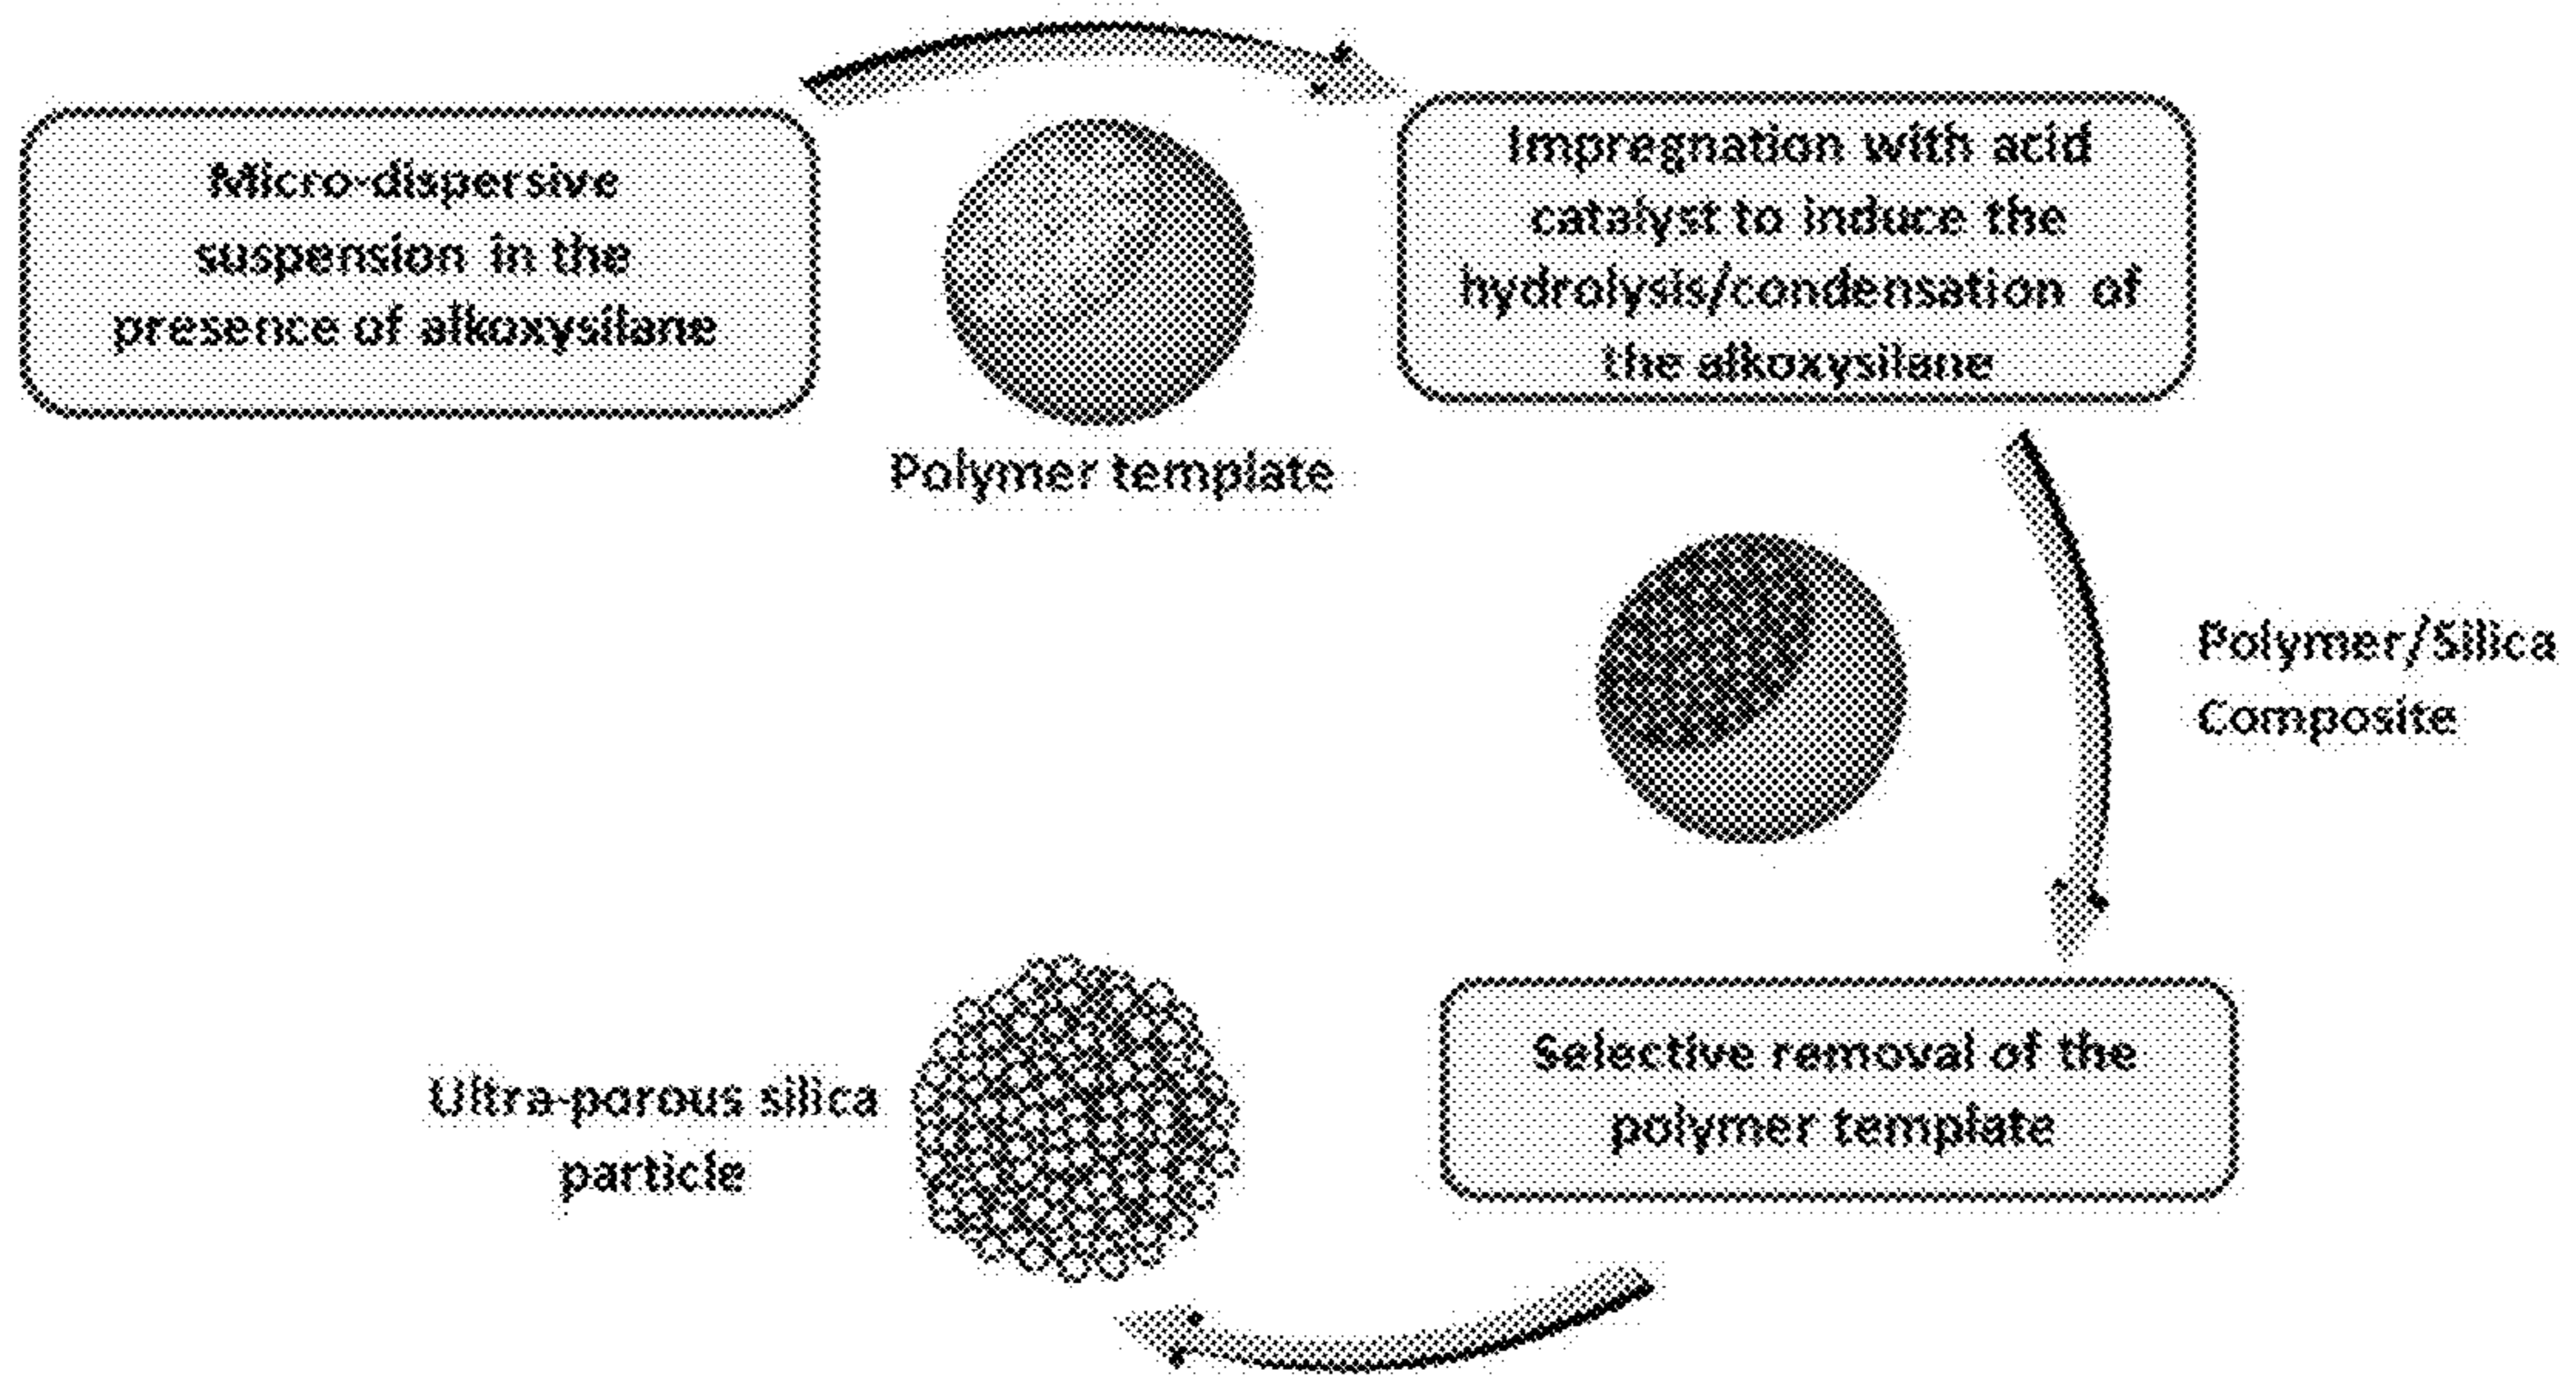 Micro-dispersive
suspension in the
presence of alkoxysilane
Polymer template
Impregnation with acid
catalyst to induce the
hydrolysis/condensation of
the alkoxysilane
Polymer/Silica
Composite
Selective removal of the
polymer template
Ultra-porous silica
particle